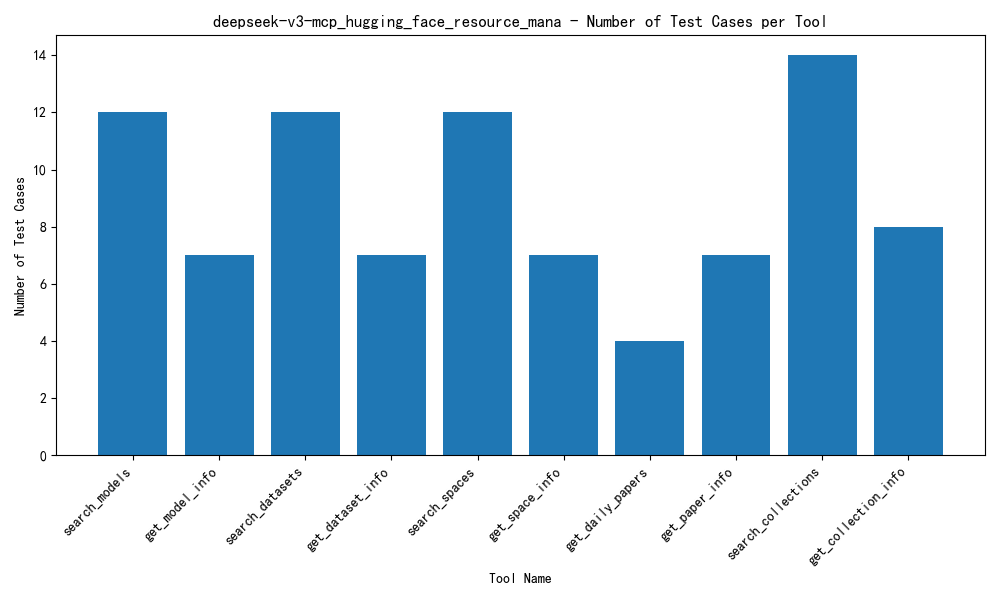 deepseek-v3-mcp_hugging_face_resource_mana - Number of Test Cases per Tool
Number of Test Cases
14
12
10
8
6
4
2
0
search_models
get_model_info
search_datasets
get_dataset_info
search_spaces
get_space_info
get_daily_papers
get_paper_info
search_collections
get_collection_info
Tool Name